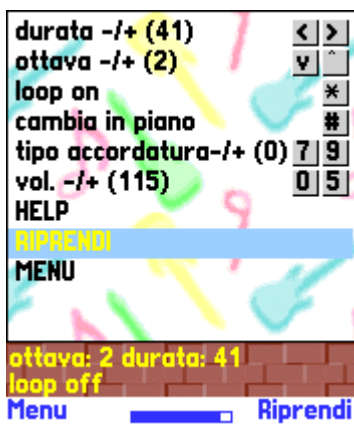 durata -/+ (41) < >
ottava -/+ (2) v ^
loop on *
cambia in piano #
tipo accordatura-/+ (0) 7 9
vol. -/+ (115) 0 5
HELP
RIPRENDI
MENU
ottava: 2 durata: 41
loop off
Menu Riprendi